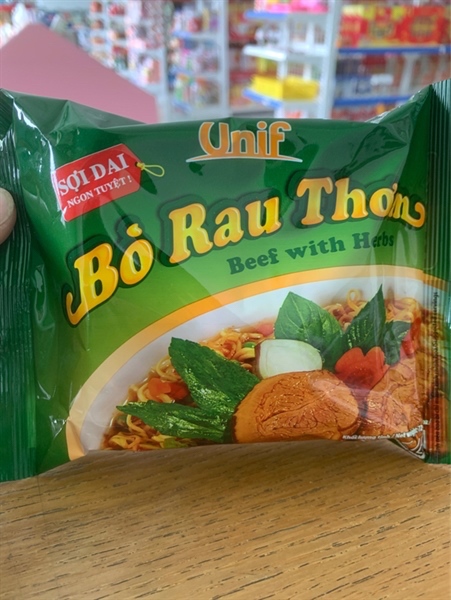 Unif
SỢI DAI
NGON TUYỆT !
Bò Rau Thơm
Beef with Herbs